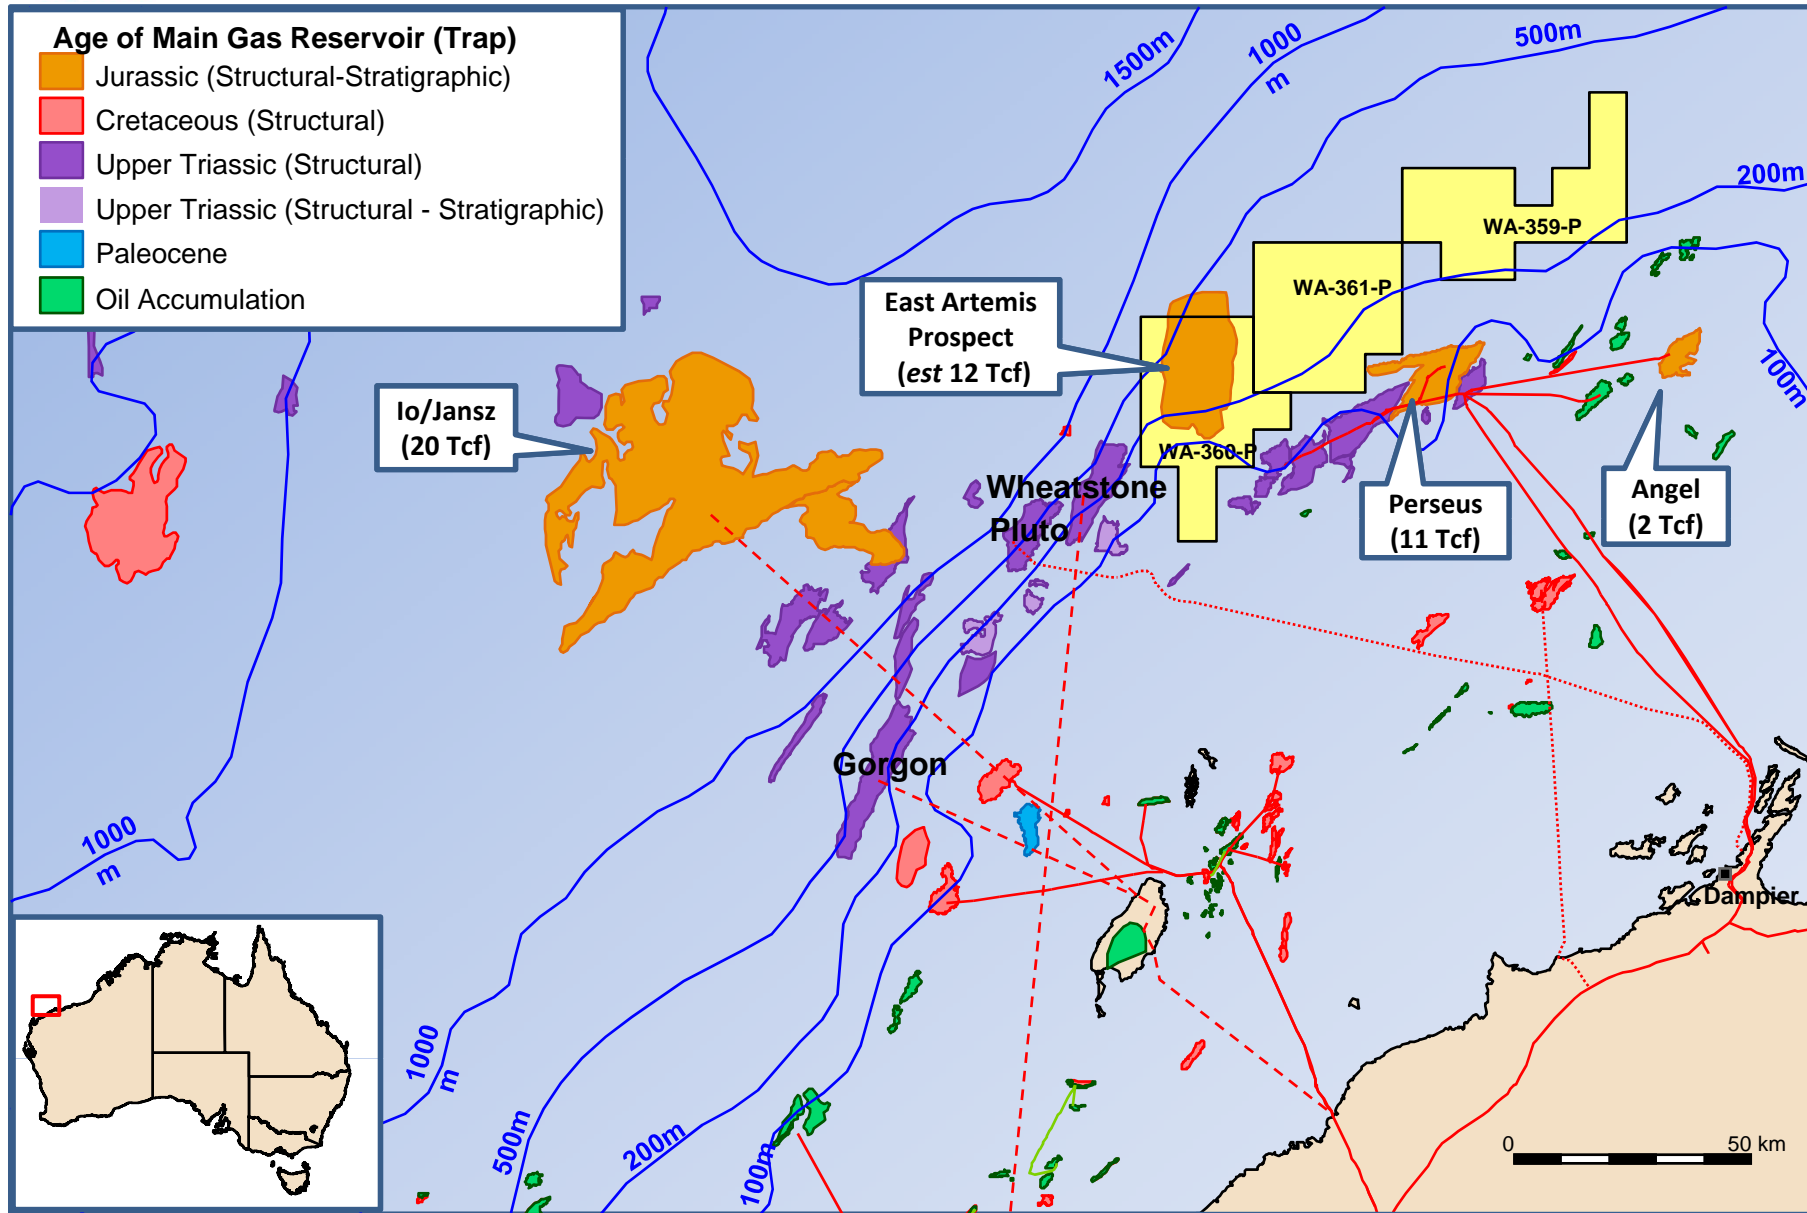 Age of Main Gas Reservoir (Trap)
Jurassic (Structural-Stratigraphic)
Cretaceous (Structural)
Upper Triassic (Structural)
Upper Triassic (Structural - Stratigraphic)
Paleocene
Oil Accumulation
1500m
1000
m
500m
200m
100m
WA-359-P
WA-361-P
WA-360-P
East Artemis
Prospect
(est 12 Tcf)
Io/Jansz
(20 Tcf)
Perseus
(11 Tcf)
Angel
(2 Tcf)
Wheatstone
Pluto
Gorgon
1000
m
Dampier
1000
m
500m
200m
100m
0
50 km